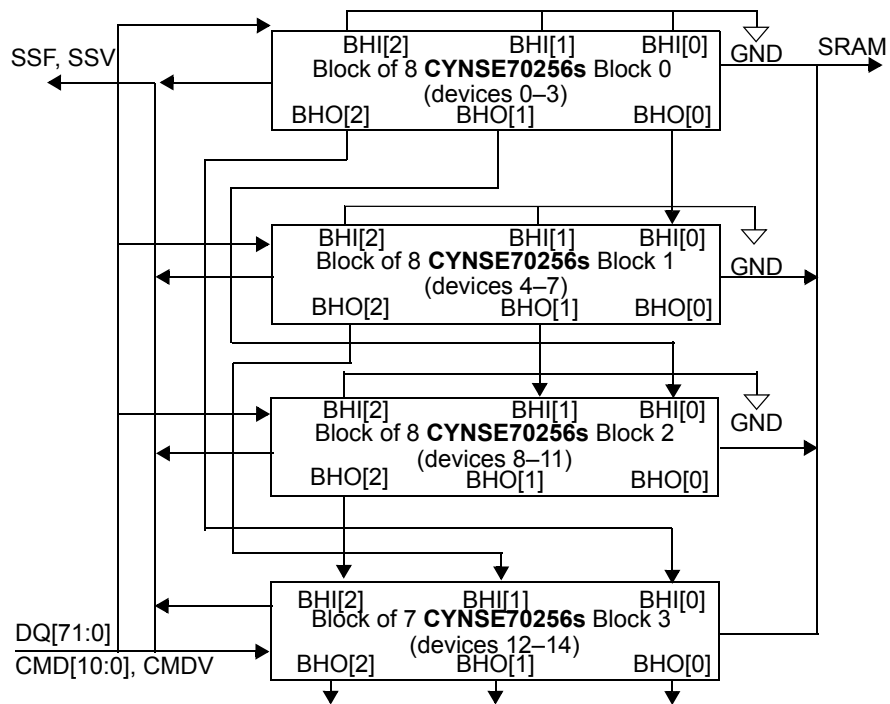 SSF, SSV
BHI[2] BHI[1] BHI[0]
GND
SRAM
Block of 8 CYNSE70256s Block 0
(devices 0–3)
BHO[2] BHO[1] BHO[0]
BHI[2] BHI[1] BHI[0]
GND
Block of 8 CYNSE70256s Block 1
(devices 4–7)
BHO[2] BHO[1] BHO[0]
BHI[2] BHI[1] BHI[0]
GND
Block of 8 CYNSE70256s Block 2
(devices 8–11)
BHO[2] BHO[1] BHO[0]
BHI[2] BHI[1] BHI[0]
Block of 7 CYNSE70256s Block 3
(devices 12–14)
BHO[2] BHO[1] BHO[0]
DQ[71:0]
CMD[10:0], CMDV